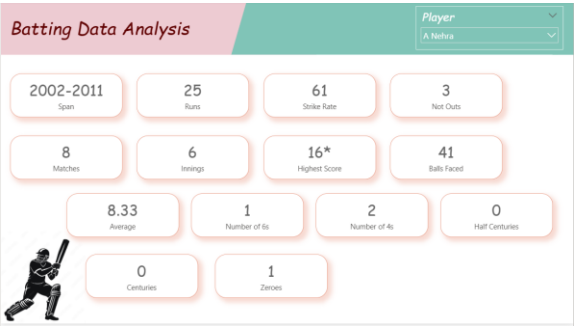 Batting Data Analysis
Player
A Nehra
2002-2011
Span
25
Runs
61
Strike Rate
3
Not Outs
8
Matches
6
Innings
16*
Highest Score
41
Balls Faced
8.33
Average
1
Number of 6s
2
Number of 4s
0
Half Centuries
0
Centuries
1
Zeroes